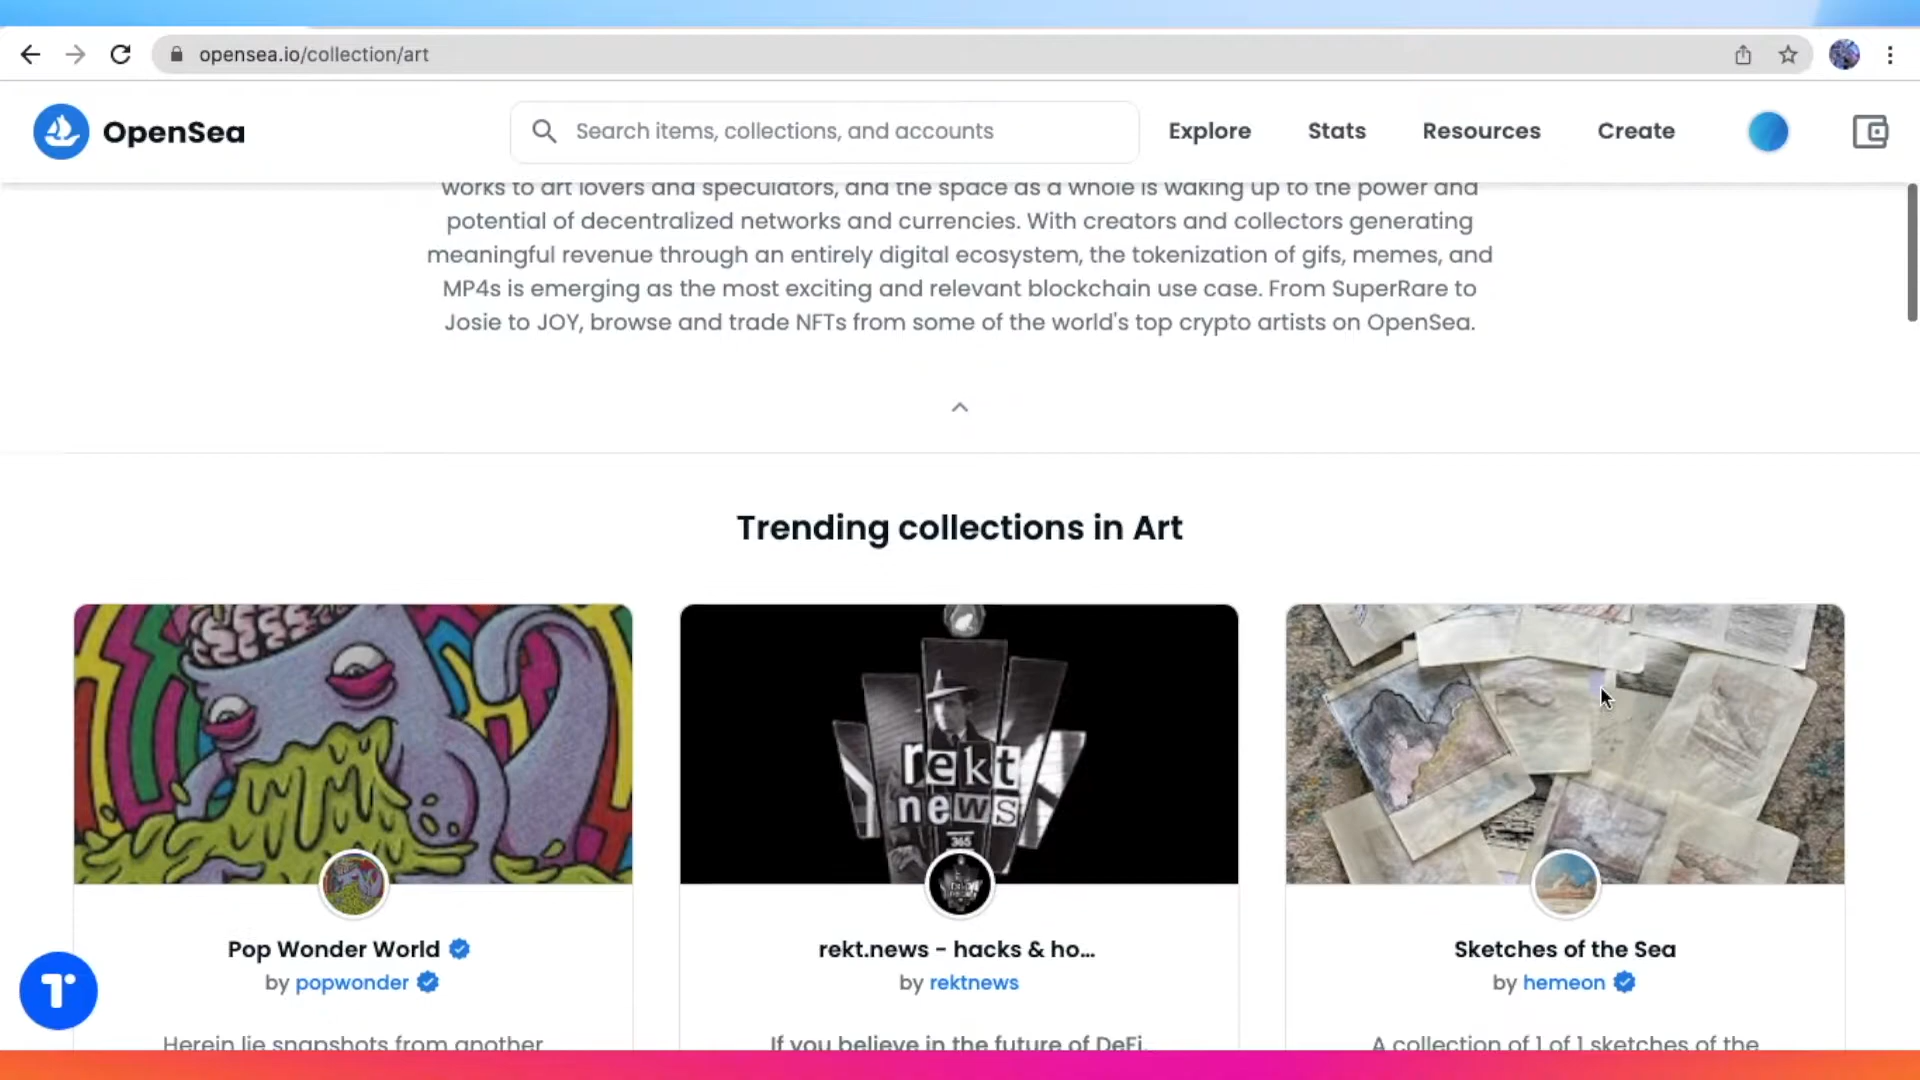 opensea.io/collection/art
OpenSea
Search items, collections, and accounts
Explore
Stats
Resources
Create
works to art lovers and speculators, and the space as a whole is waking up to the power and
potential of decentralized networks and currencies. With creators and collectors generating
meaningful revenue through an entirely digital ecosystem, the tokenization of gifs, memes, and
MP4s is emerging as the most exciting and relevant blockchain use case. From SuperRare to
Josie to JOY, browse and trade NFTs from some of the world's top crypto artists on OpenSea.
Trending collections in Art
rekt
news
365
Pop Wonder World
by popwonder
Herein lie snapshots from another
rekt.news - hacks & ho...
by rektnews
If you believe in the future of DeFi,
Sketches of the Sea
by hemeon
A collection of 1 of 1 sketches of the